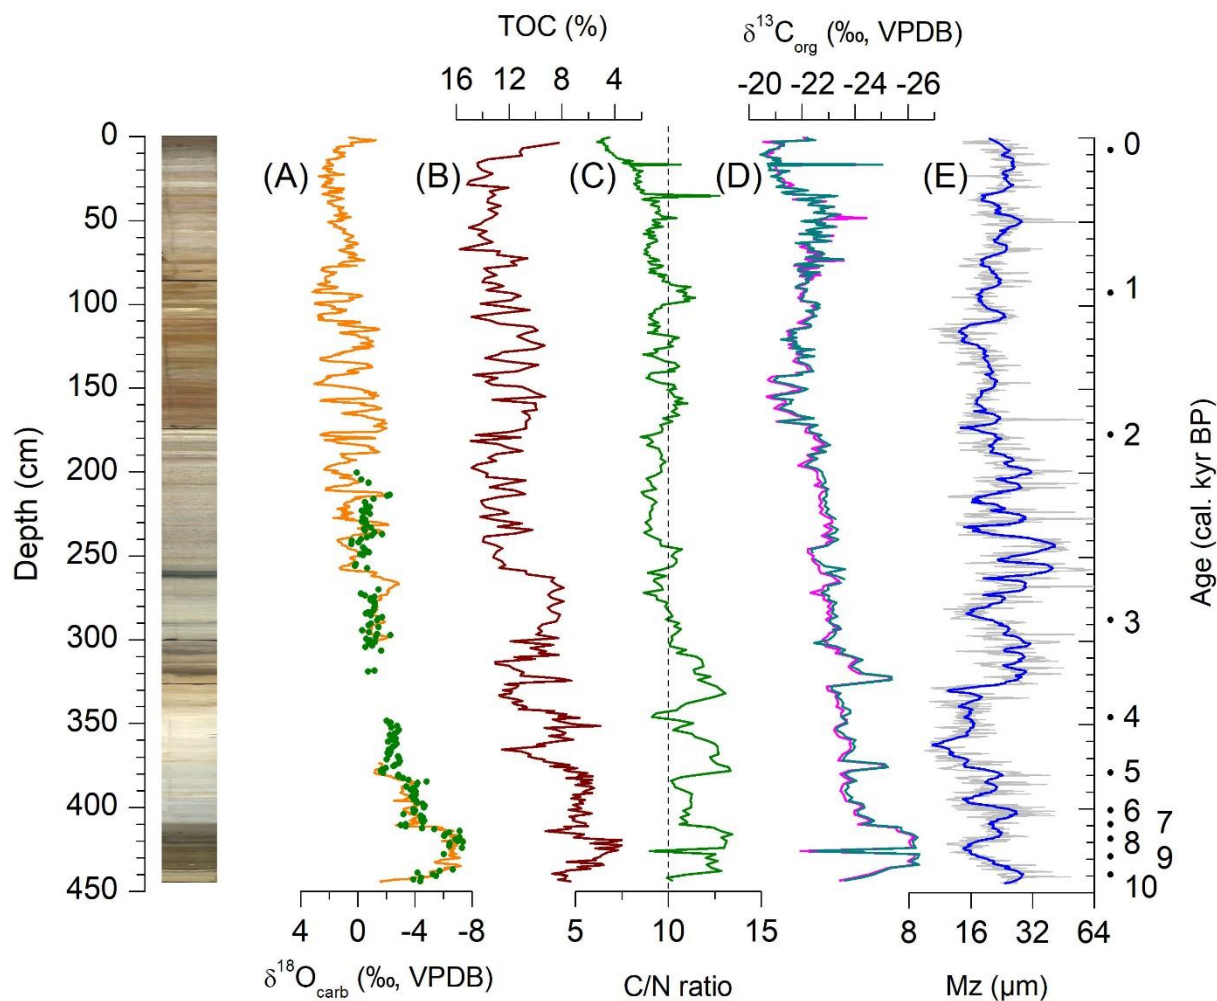 TOC (%)
16 12 8 4
δ¹³C_org (‰, VPDB)
-20 -22 -24 -26
(A) (B) (C) (D) (E)
Depth (cm)
0
50
100
150
200
250
300
350
400
450
Age (cal. kyr BP)
0
1
2
3
4
5
6
7
8
9
10
4 0 -4 -8
δ¹⁸O_carb (‰, VPDB)
5 10 15
C/N ratio
8 16 32 64
Mz (µm)